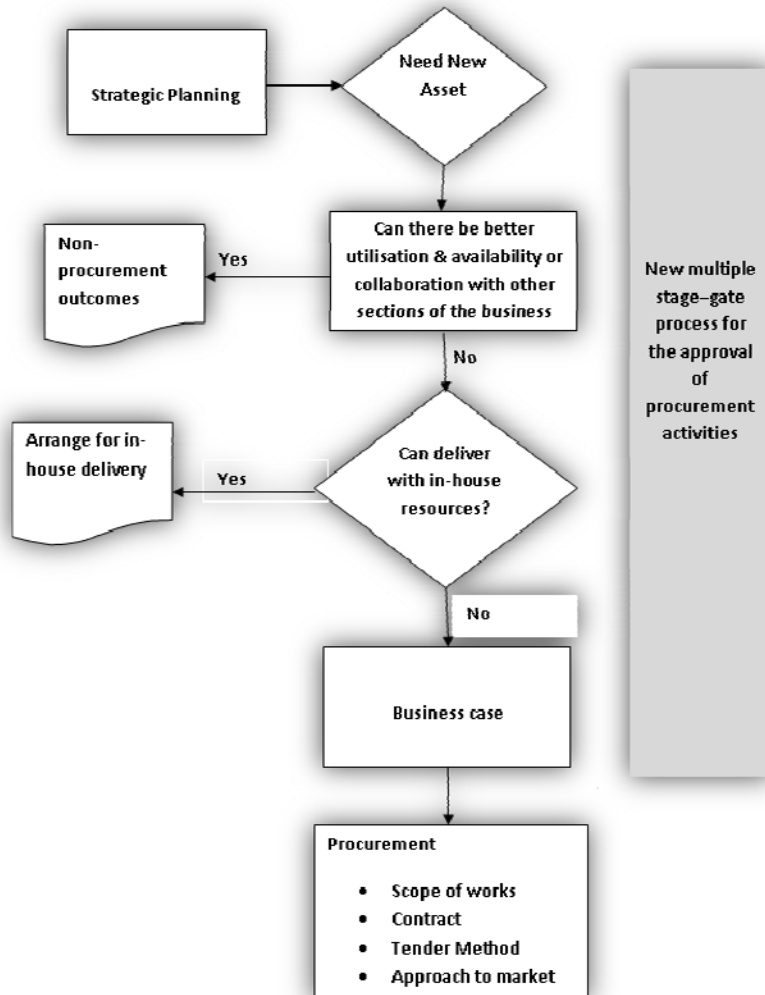 Strategic Planning
Need New
Asset
Can there be better
utilisation & availability or
collaboration with other
sections of the business
Yes
Non-
procurement
outcomes
No
Can deliver
with in-house
resources?
Yes
Arrange for in-
house delivery
No
Business case
Procurement
• Scope of works
• Contract
• Tender Method
• Approach to market
New multiple
stage–gate
process for
the approval
of
procurement
activities